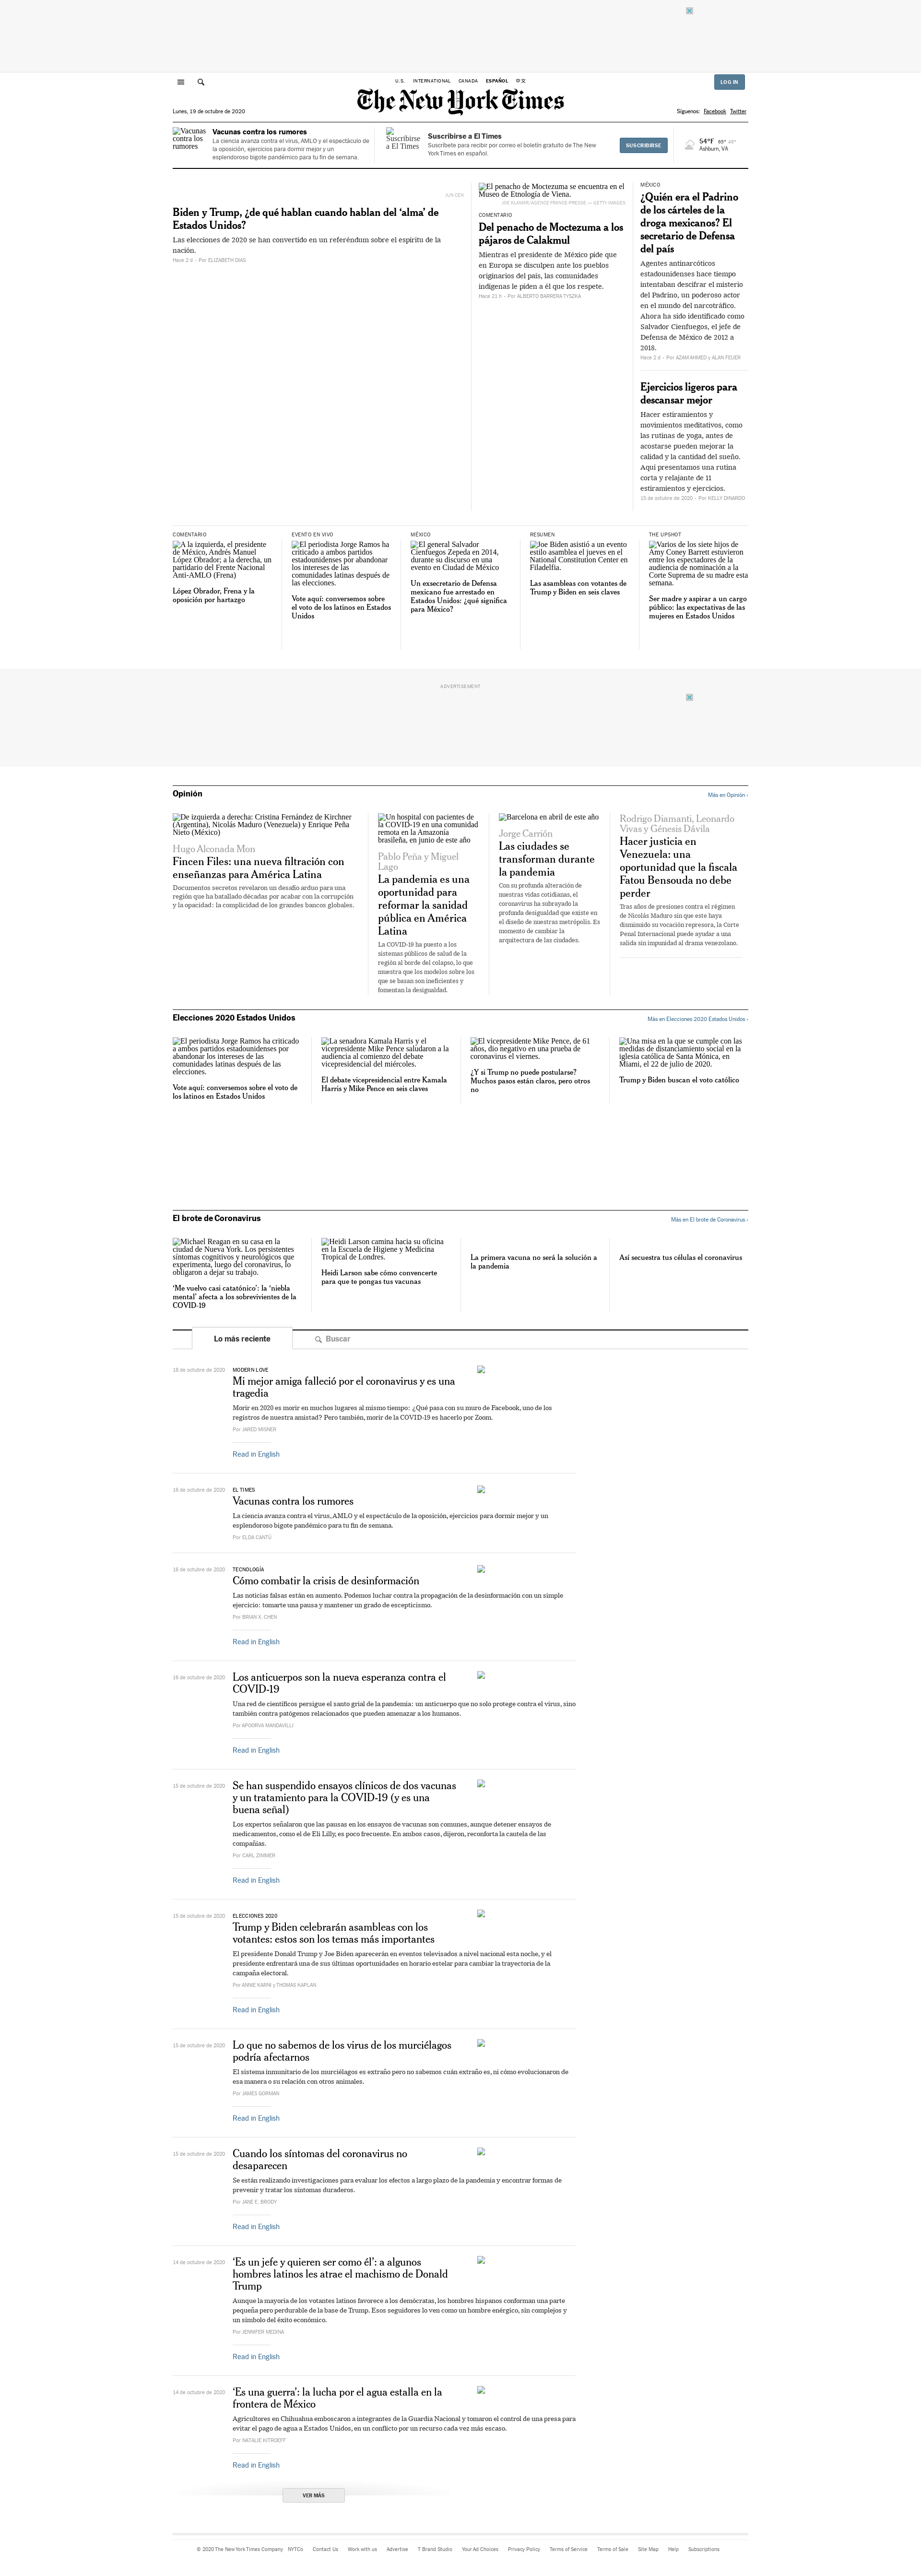 U.S. INTERNATIONAL CANADA ESPAÑOL 中文
LOG IN
The New York Times
Lunes, 19 de octubre de 2020
Síguenos: Facebook Twitter
Vacunas contra los rumores
Vacunas contra los rumores
La ciencia avanza contra el virus, AMLO y el espectáculo de
la oposición, ejercicios para dormir mejor y un
esplendoroso bigote pandémico para tu fin de semana.
Suscribirse a El Times
Suscribirse a El Times
Suscríbete para recibir por correo el boletín de The New
York Times en español.
SUSCRIBIRSE
54°F 65° 48°
Ashburn, VA
JUN CEN
Biden y Trump, ¿de qué hablan cuando hablan del ‘alma’ de
Estados Unidos?
Las elecciones de 2020 se han convertido en un referéndum sobre el espíritu de la
nación.
Hace 2 d - Por ELIZABETH DIAS
El penacho de Moctezuma se encuentra en el
Museo de Etnología de Viena.
JOE KLAMAR/AGENCE FRANCE-PRESSE — GETTY IMAGES
COMENTARIO
Del penacho de Moctezuma a los
pájaros de Calakmul
Mientras el presidente de México pide que
en Europa se disculpen ante los pueblos
originarios del país, las comunidades
indígenas le piden a él que los respete.
Hace 21 h - Por ALBERTO BARRERA TYSZKA
MÉXICO
¿Quién era el Padrino
de los cárteles de la
droga mexicanos? El
secretario de Defensa
del país
Agentes antinarcóticos
estadounidenses hace tiempo
intentaban descifrar el misterio
del Padrino, un poderoso actor
en el mundo del narcotráfico.
Ahora ha sido identificado como
Salvador Cienfuegos, el jefe de
Defensa de México de 2012 a
2018.
Hace 2 d - Por AZAM AHMED y ALAN FEUER
Ejercicios ligeros para
descansar mejor
Hacer estiramientos y
movimientos meditativos, como
las rutinas de yoga, antes de
acostarse pueden mejorar la
calidad y la cantidad del sueño.
Aquí presentamos una rutina
corta y relajante de 11
estiramientos y ejercicios.
15 de octubre de 2020 - Por KELLY DINARDO
COMENTARIO
A la izquierda, el presidente
de México, Andrés Manuel
López Obrador; a la derecha, un
partidario del Frente Nacional
Anti-AMLO (Frena)
López Obrador, Frena y la
oposición por hartazgo
EVENTO EN VIVO
El periodista Jorge Ramos ha
criticado a ambos partidos
estadounidenses por abandonar
los intereses de las
comunidades latinas después de
las elecciones.
Vote aquí: conversemos sobre
el voto de los latinos en Estados
Unidos
MÉXICO
El general Salvador
Cienfuegos Zepeda en 2014,
durante su discurso en una
evento en Ciudad de México
Un exsecretario de Defensa
mexicano fue arrestado en
Estados Unidos: ¿qué significa
para México?
RESUMEN
Joe Biden asistió a un evento
estilo asamblea el jueves en el
National Constitution Center en
Filadelfia.
Las asambleas con votantes de
Trump y Biden en seis claves
THE UPSHOT
Varios de los siete hijos de
Amy Coney Barrett estuvieron
entre los espectadores de la
audiencia de nominación a la
Corte Suprema de su madre esta
semana.
Ser madre y aspirar a un cargo
público: las expectativas de las
mujeres en Estados Unidos
ADVERTISEMENT
Opinión
Más en Opinión ›
De izquierda a derecha: Cristina Fernández de Kirchner
(Argentina), Nicolás Maduro (Venezuela) y Enrique Peña
Nieto (México)
Hugo Alconada Mon
Fincen Files: una nueva filtración con
enseñanzas para América Latina
Documentos secretos revelaron un desafío arduo para una
región que ha batallado décadas por acabar con la corrupción
y la opacidad: la complicidad de los grandes bancos globales.
Un hospital con pacientes de
la COVID-19 en una comunidad
remota en la Amazonía
brasileña, en junio de este año
Pablo Peña y Miguel
Lago
La pandemia es una
oportunidad para
reformar la sanidad
pública en América
Latina
La COVID-19 ha puesto a los
sistemas públicos de salud de la
región al borde del colapso, lo que
muestra que los modelos sobre los
que se basan son ineficientes y
fomentan la desigualdad.
Barcelona en abril de este año
Jorge Carrión
Las ciudades se
transforman durante
la pandemia
Con su profunda alteración de
nuestras vidas cotidianas, el
coronavirus ha subrayado la
profunda desigualdad que existe en
el diseño de nuestras metrópolis. Es
momento de cambiar la
arquitectura de las ciudades.
Rodrigo Diamanti, Leonardo
Vivas y Génesis Dávila
Hacer justicia en
Venezuela: una
oportunidad que la fiscala
Fatou Bensouda no debe
perder
Tras años de presiones contra el régimen
de Nicolás Maduro sin que este haya
disminuido su vocación represora, la Corte
Penal Internacional puede ayudar a una
salida sin impunidad al drama venezolano.
Elecciones 2020 Estados Unidos
Más en Elecciones 2020 Estados Unidos ›
El periodista Jorge Ramos ha criticado
a ambos partidos estadounidenses por
abandonar los intereses de las
comunidades latinas después de las
elecciones.
Vote aquí: conversemos sobre el voto de
los latinos en Estados Unidos
La senadora Kamala Harris y el
vicepresidente Mike Pence saludaron a la
audiencia al comienzo del debate
vicepresidencial del miércoles.
El debate vicepresidencial entre Kamala
Harris y Mike Pence en seis claves
El vicepresidente Mike Pence, de 61
años, dio negativo en una prueba de
coronavirus el viernes.
¿Y si Trump no puede postularse?
Muchos pasos están claros, pero otros
no
Una misa en la que se cumple con las
medidas de distanciamiento social en la
iglesia católica de Santa Mónica, en
Miami, el 22 de julio de 2020.
Trump y Biden buscan el voto católico
El brote de Coronavirus
Más en El brote de Coronavirus ›
Michael Reagan en su casa en la
ciudad de Nueva York. Los persistentes
síntomas cognitivos y neurológicos que
experimenta, luego del coronavirus, lo
obligaron a dejar su trabajo.
‘Me vuelvo casi catatónico’: la ‘niebla
mental’ afecta a los sobrevivientes de la
COVID-19
Heidi Larson camina hacia su oficina
en la Escuela de Higiene y Medicina
Tropical de Londres.
Heidi Larson sabe cómo convencerte
para que te pongas tus vacunas
La primera vacuna no será la solución a
la pandemia
Así secuestra tus células el coronavirus
Lo más reciente
Buscar
18 de octubre de 2020
MODERN LOVE
Mi mejor amiga falleció por el coronavirus y es una
tragedia
Morir en 2020 es morir en muchos lugares al mismo tiempo: ¿Qué pasa con su muro de Facebook, uno de los
registros de nuestra amistad? Pero también, morir de la COVID-19 es hacerlo por Zoom.
Por JARED MISNER
Read in English
16 de octubre de 2020
EL TIMES
Vacunas contra los rumores
La ciencia avanza contra el virus, AMLO y el espectáculo de la oposición, ejercicios para dormir mejor y un
esplendoroso bigote pandémico para tu fin de semana.
Por ELDA CANTÚ
16 de octubre de 2020
TECNOLOGÍA
Cómo combatir la crisis de desinformación
Las noticias falsas están en aumento. Podemos luchar contra la propagación de la desinformación con un simple
ejercicio: tomarte una pausa y mantener un grado de escepticismo.
Por BRIAN X. CHEN
Read in English
16 de octubre de 2020
Los anticuerpos son la nueva esperanza contra el
COVID-19
Una red de científicos persigue el santo grial de la pandemia: un anticuerpo que no solo protege contra el virus, sino
también contra patógenos relacionados que pueden amenazar a los humanos.
Por APOORVA MANDAVILLI
Read in English
15 de octubre de 2020
Se han suspendido ensayos clínicos de dos vacunas
y un tratamiento para la COVID-19 (y es una
buena señal)
Los expertos señalaron que las pausas en los ensayos de vacunas son comunes, aunque detener ensayos de
medicamentos, como el de Eli Lilly, es poco frecuente. En ambos casos, dijeron, reconforta la cautela de las
compañías.
Por CARL ZIMMER
Read in English
15 de octubre de 2020
ELECCIONES 2020
Trump y Biden celebrarán asambleas con los
votantes: estos son los temas más importantes
El presidente Donald Trump y Joe Biden aparecerán en eventos televisados a nivel nacional esta noche, y el
presidente enfrentará una de sus últimas oportunidades en horario estelar para cambiar la trayectoria de la
campaña electoral.
Por ANNIE KARNI y THOMAS KAPLAN
Read in English
15 de octubre de 2020
Lo que no sabemos de los virus de los murciélagos
podría afectarnos
El sistema inmunitario de los murciélagos es extraño pero no sabemos cuán extraño es, ni cómo evolucionaron de
esa manera o su relación con otros animales.
Por JAMES GORMAN
Read in English
15 de octubre de 2020
Cuando los síntomas del coronavirus no
desaparecen
Se están realizando investigaciones para evaluar los efectos a largo plazo de la pandemia y encontrar formas de
prevenir y tratar los síntomas duraderos.
Por JANE E. BRODY
Read in English
14 de octubre de 2020
‘Es un jefe y quieren ser como él’: a algunos
hombres latinos les atrae el machismo de Donald
Trump
Aunque la mayoría de los votantes latinos favorece a los demócratas, los hombres hispanos conforman una parte
pequeña pero perdurable de la base de Trump. Esos seguidores lo ven como un hombre enérgico, sin complejos y
un símbolo del éxito económico.
Por JENNIFER MEDINA
Read in English
14 de octubre de 2020
‘Es una guerra’: la lucha por el agua estalla en la
frontera de México
Agricultores en Chihuahua emboscaron a integrantes de la Guardia Nacional y tomaron el control de una presa para
evitar el pago de agua a Estados Unidos, en un conflicto por un recurso cada vez más escaso.
Por NATALIE KITROEFF
Read in English
VER MÁS
© 2020 The New York Times Company NYTCo Contact Us Work with us Advertise T Brand Studio Your Ad Choices Privacy Policy Terms of Service Terms of Sale Site Map Help Subscriptions